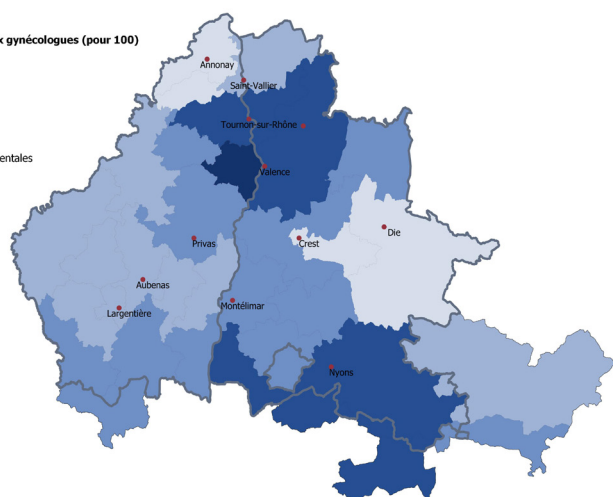 x gynécologues (pour 100)
Annonay
Saint-Vallier
Tournon-sur-Rhône
entales
Valence
Die
Privas
Crest
Aubenas
Montélimar
Largentière
Nyons